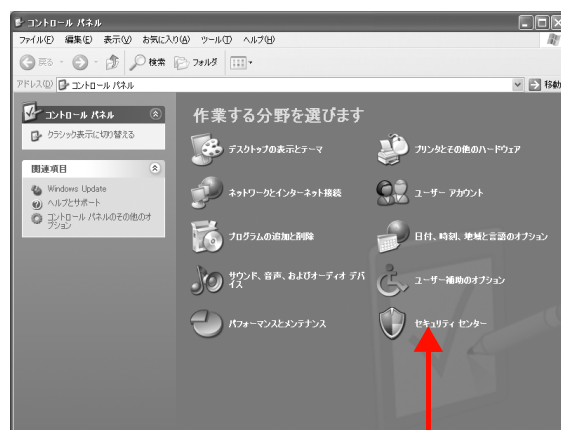 コントロール パネル
ファイル(F) 編集(E) 表示(V) お気に入り(A) ツール(T) ヘルプ(H)
戻る 検索 フォルダ
アドレス(D) コントロール パネル 移動
コントロール パネル
クラシック表示に切り替える
関連項目
Windows Update
ヘルプとサポート
コントロール パネルのその他のオ
プション
作業する分野を選びます
デスクトップの表示とテーマ
プリンタとその他のハードウェア
ネットワークとインターネット接続
ユーザー アカウント
プログラムの追加と削除
日付、時刻、地域と言語のオプション
サウンド、音声、およびオーディオ デバ
イス
ユーザー補助のオプション
パフォーマンスとメンテナンス
セキュリティ センター